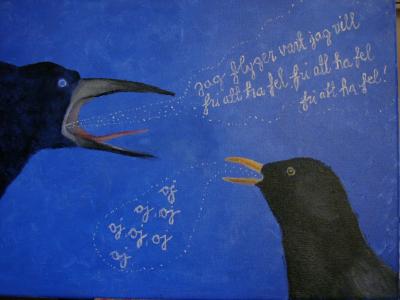 Jag flyger vart jag vill
fri att ha fel fri att ha fel
fri att ha fel!
oj
oj, oj
oj, oj, oj
oj